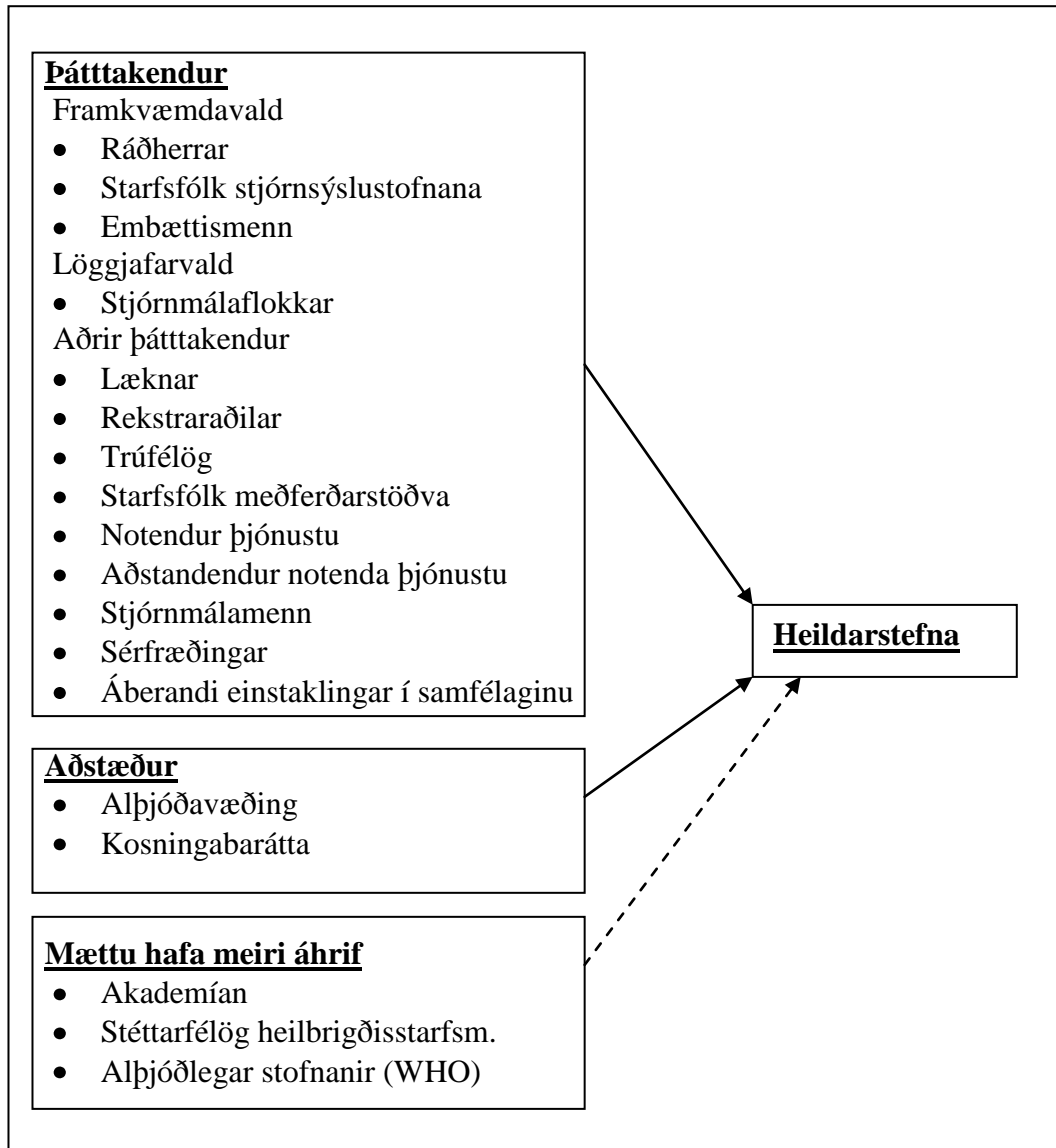 Þátttakendur
Framkvæmdavald
• Ráðherrar
• Starfsfólk stjórnsýslustofnana
• Embættismenn
Löggjafarvald
• Stjórnmálaflokkar
Aðrir þátttakendur
• Læknar
• Rekstraraðilar
• Trúfélög
• Starfsfólk meðferðarstöðva
• Notendur þjónustu
• Aðstandendur notenda þjónustu
• Stjórnmálamenn
• Sérfræðingar
• Áberandi einstaklingar í samfélaginu
Heildarstefna
Aðstæður
• Alþjóðavæðing
• Kosningabarátta
Mættu hafa meiri áhrif
• Akademían
• Stéttarfélög heilbrigðisstarfsm.
• Alþjóðlegar stofnanir (WHO)